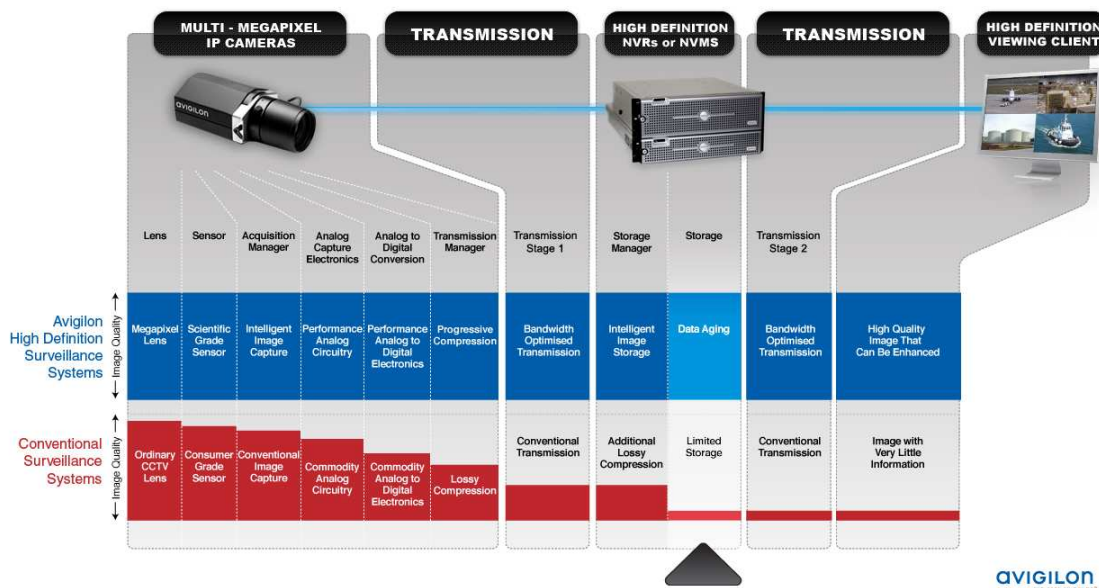 MULTI - MEGAPIXEL
IP CAMERAS
TRANSMISSION
HIGH DEFINITION
NVRs or NVMS
TRANSMISSION
HIGH DEFINITION
VIEWING CLIENT
avigilon
Lens
Sensor
Acquisition
Manager
Analog
Capture
Electronics
Analog to
Digital
Conversion
Transmission
Manager
Transmission
Stage 1
Storage
Manager
Storage
Transmission
Stage 2
Avigilon
High Definition
Surveillance
Systems
Image Quality
Megapixel
Lens
Scientific
Grade
Sensor
Intelligent
Image
Capture
Performance
Analog
Circuitry
Performance
Analog to
Digital
Electronics
Progressive
Compression
Bandwidth
Optimised
Transmission
Intelligent
Image
Storage
Data Aging
Bandwidth
Optimised
Transmission
High Quality
Image That
Can Be Enhanced
Conventional
Surveillance
Systems
Image Quality
Ordinary
CCTV
Lens
Consumer
Grade
Sensor
Conventional
Image
Capture
Commodity
Analog
Circuitry
Commodity
Analog to
Digital
Electronics
Lossy
Compression
Conventional
Transmission
Additional
Lossy
Compression
Limited
Storage
Conventional
Transmission
Image with
Very Little
Information
avigilon